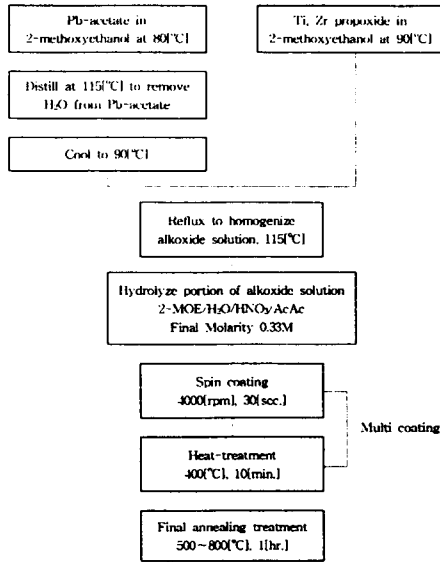 Pb-acetate in
2-methoxyethanol at 80[℃]
Ti, Zr propoxide in
2-methoxyethanol at 90[℃]
Distill at 115[℃] to remove
H₂O from Pb-acetate
Cool to 90[℃]
Reflux to homogenize
alkoxide solution, 115[℃]
Hydrolyze portion of alkoxide solution
2-MOE/H₂O/HNO₃/AcAc
Final Molarity 0.33M
Spin coating
4000[rpm], 30[sec.]
Multi coating
Heat-treatment
400[℃], 10[min.]
Final annealing treatment
500~800[℃], 1[hr.]